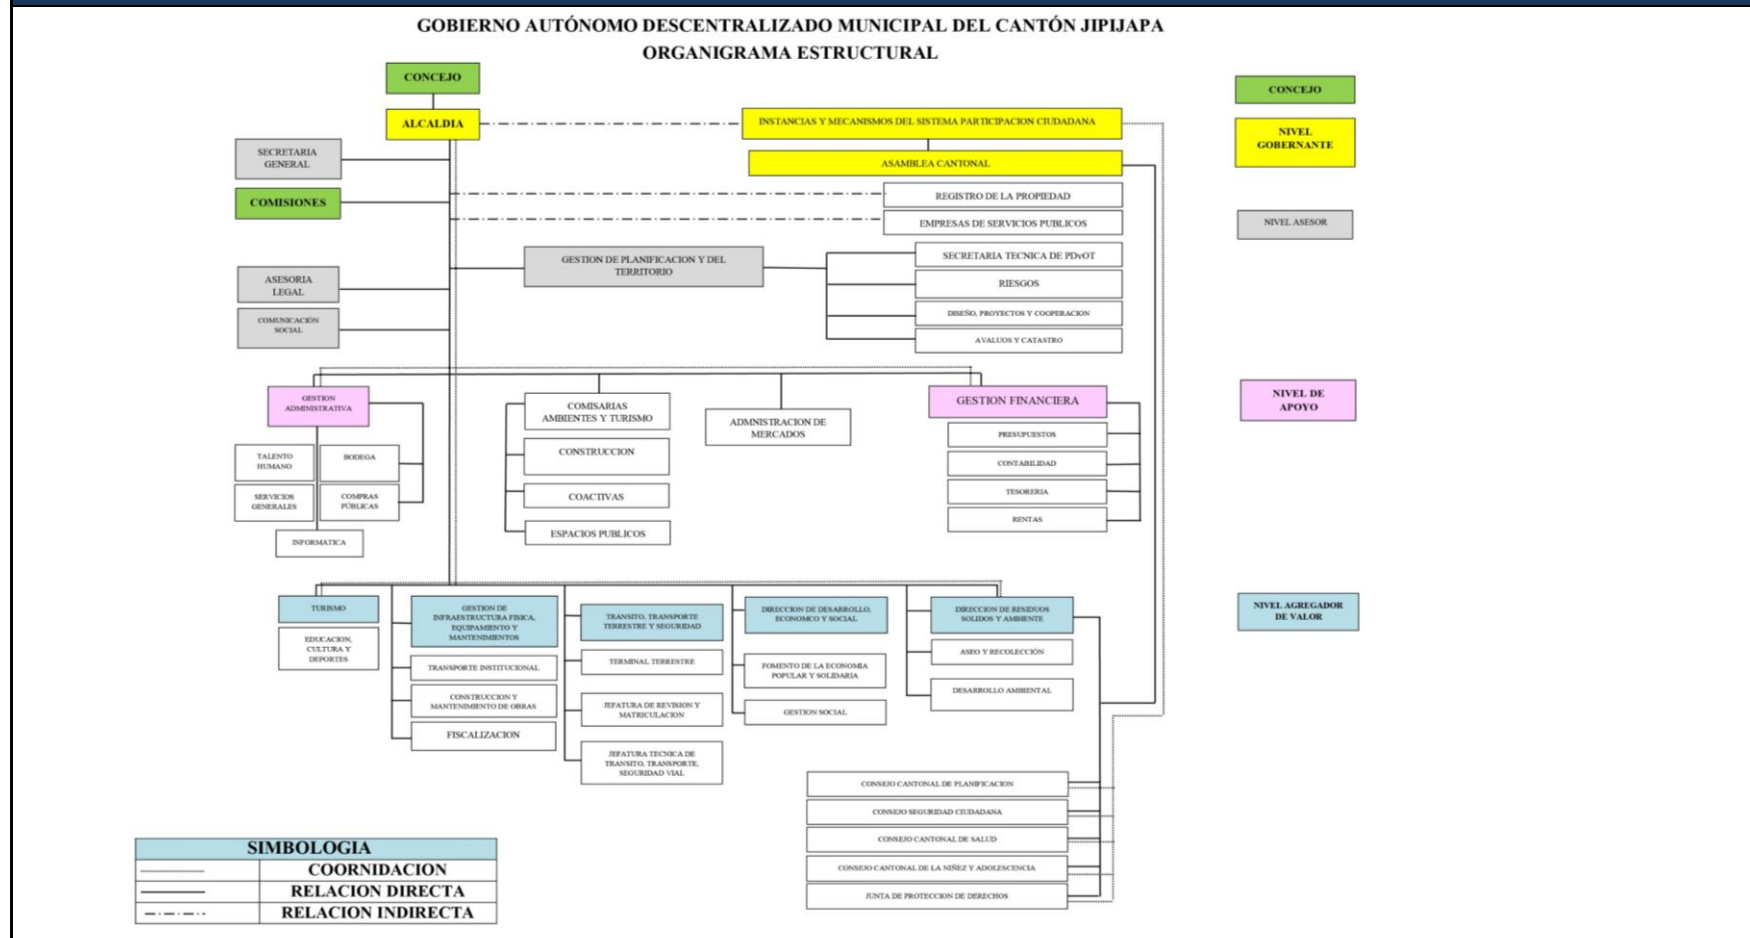 GOBIERNO AUTÓNOMO DESCENTRALIZADO MUNICIPAL DEL CANTÓN JIPIJAPA
ORGANIGRAMA ESTRUCTURAL
CONCEJO
ALCALDIA
INSTANCIAS Y MECANISMOS DEL SISTEMA PARTICIPACION CIUDADANA
ASAMBLEA CANTONAL
SECRETARIA
GENERAL
COMISIONES
REGISTRO DE LA PROPIEDAD
EMPRESAS DE SERVICIOS PUBLICOS
GESTION DE PLANIFICACION Y DEL
TERRITORIO
SECRETARIA TECNICA DE PDyOT
RIESGOS
DISEÑO, PROYECTOS Y COOPERACION
AVALUOS Y CATASTRO
ASESORIA
LEGAL
COMUNICACIÓN
SOCIAL
GESTION
ADMINISTRATIVA
TALENTO
HUMANO
BODEGA
SERVICIOS
GENERALES
COMPRAS
PÚBLICAS
INFORMATICA
COMISARIAS
AMBIENTES Y TURISMO
CONSTRUCCION
COACTIVAS
ESPACIOS PUBLICOS
ADMNISTRACION DE
MERCADOS
GESTION FINANCIERA
PRESUPUESTOS
CONTABILIDAD
TESORERIA
RENTAS
TURISMO
EDUCACION,
CULTURA Y
DEPORTES
GESTION DE
INFRAESTRUCTURA FISICA,
EQUIPAMIENTO Y
MANTENIMIENTOS
TRANSPORTE INSTITUCIONAL
CONSTRUCCION Y
MANTENIMIENTO DE OBRAS
FISCALIZACION
TRANSITO, TRANSPORTE
TERRESTRE Y SEGURIDAD
TERMINAL TERRESTRE
JEFATURA DE REVISION Y
MATRICULACION
JEFATURA TECNICA DE
TRANSITO, TRANSPORTE,
SEGURIDAD VIAL
DIRECCION DE DESARROLLO,
ECONOMCO Y SOCIAL
FOMENTO DE LA ECONOMIA
POPULAR Y SOLIDARIA
GESTION SOCIAL
DIRECCION DE RESIDUOS
SOLIDOS Y AMBIENTE
ASEO Y RECOLECCIÓN
DESARROLLO AMBIENTAL
CONSEJO CANTONAL DE PLANIFICACION
CONSEJO SEGURIDAD CIUDADANA
CONSEJO CANTONAL DE SALUD
CONSEJO CANTONAL DE LA NIÑEZ Y ADOLESCENCIA
JUNTA DE PROTECCION DE DERECHOS
CONCEJO
NIVEL
GOBERNANTE
NIVEL ASESOR
NIVEL DE
APOYO
NIVEL AGREGADOR
DE VALOR
SIMBOLOGIA
COORNIDACION
RELACION DIRECTA
RELACION INDIRECTA